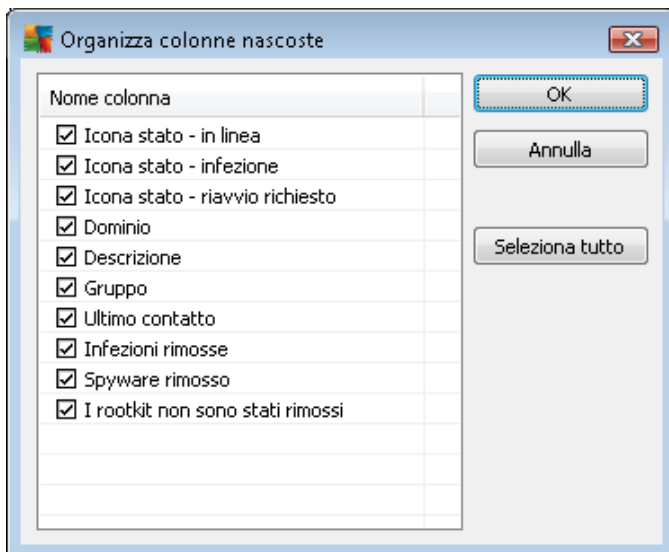 Organizza colonne nascoste
Nome colonna
Icona stato - in linea
Icona stato - infezione
Icona stato - riavvio richiesto
Dominio
Descrizione
Gruppo
Ultimo contatto
Infezioni rimosse
Spyware rimosso
I rootkit non sono stati rimossi
OK
Annulla
Seleziona tutto